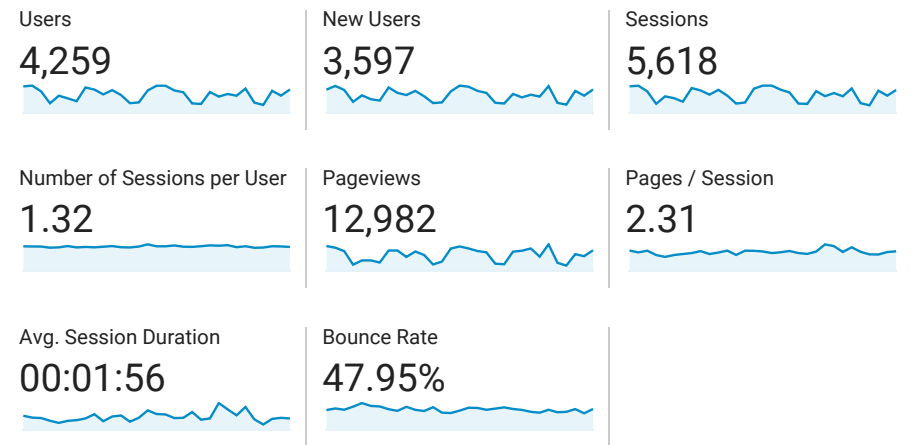 Users
4,259
New Users
3,597
Sessions
5,618
Number of Sessions per User
1.32
Pageviews
12,982
Pages / Session
2.31
Avg. Session Duration
00:01:56
Bounce Rate
47.95%